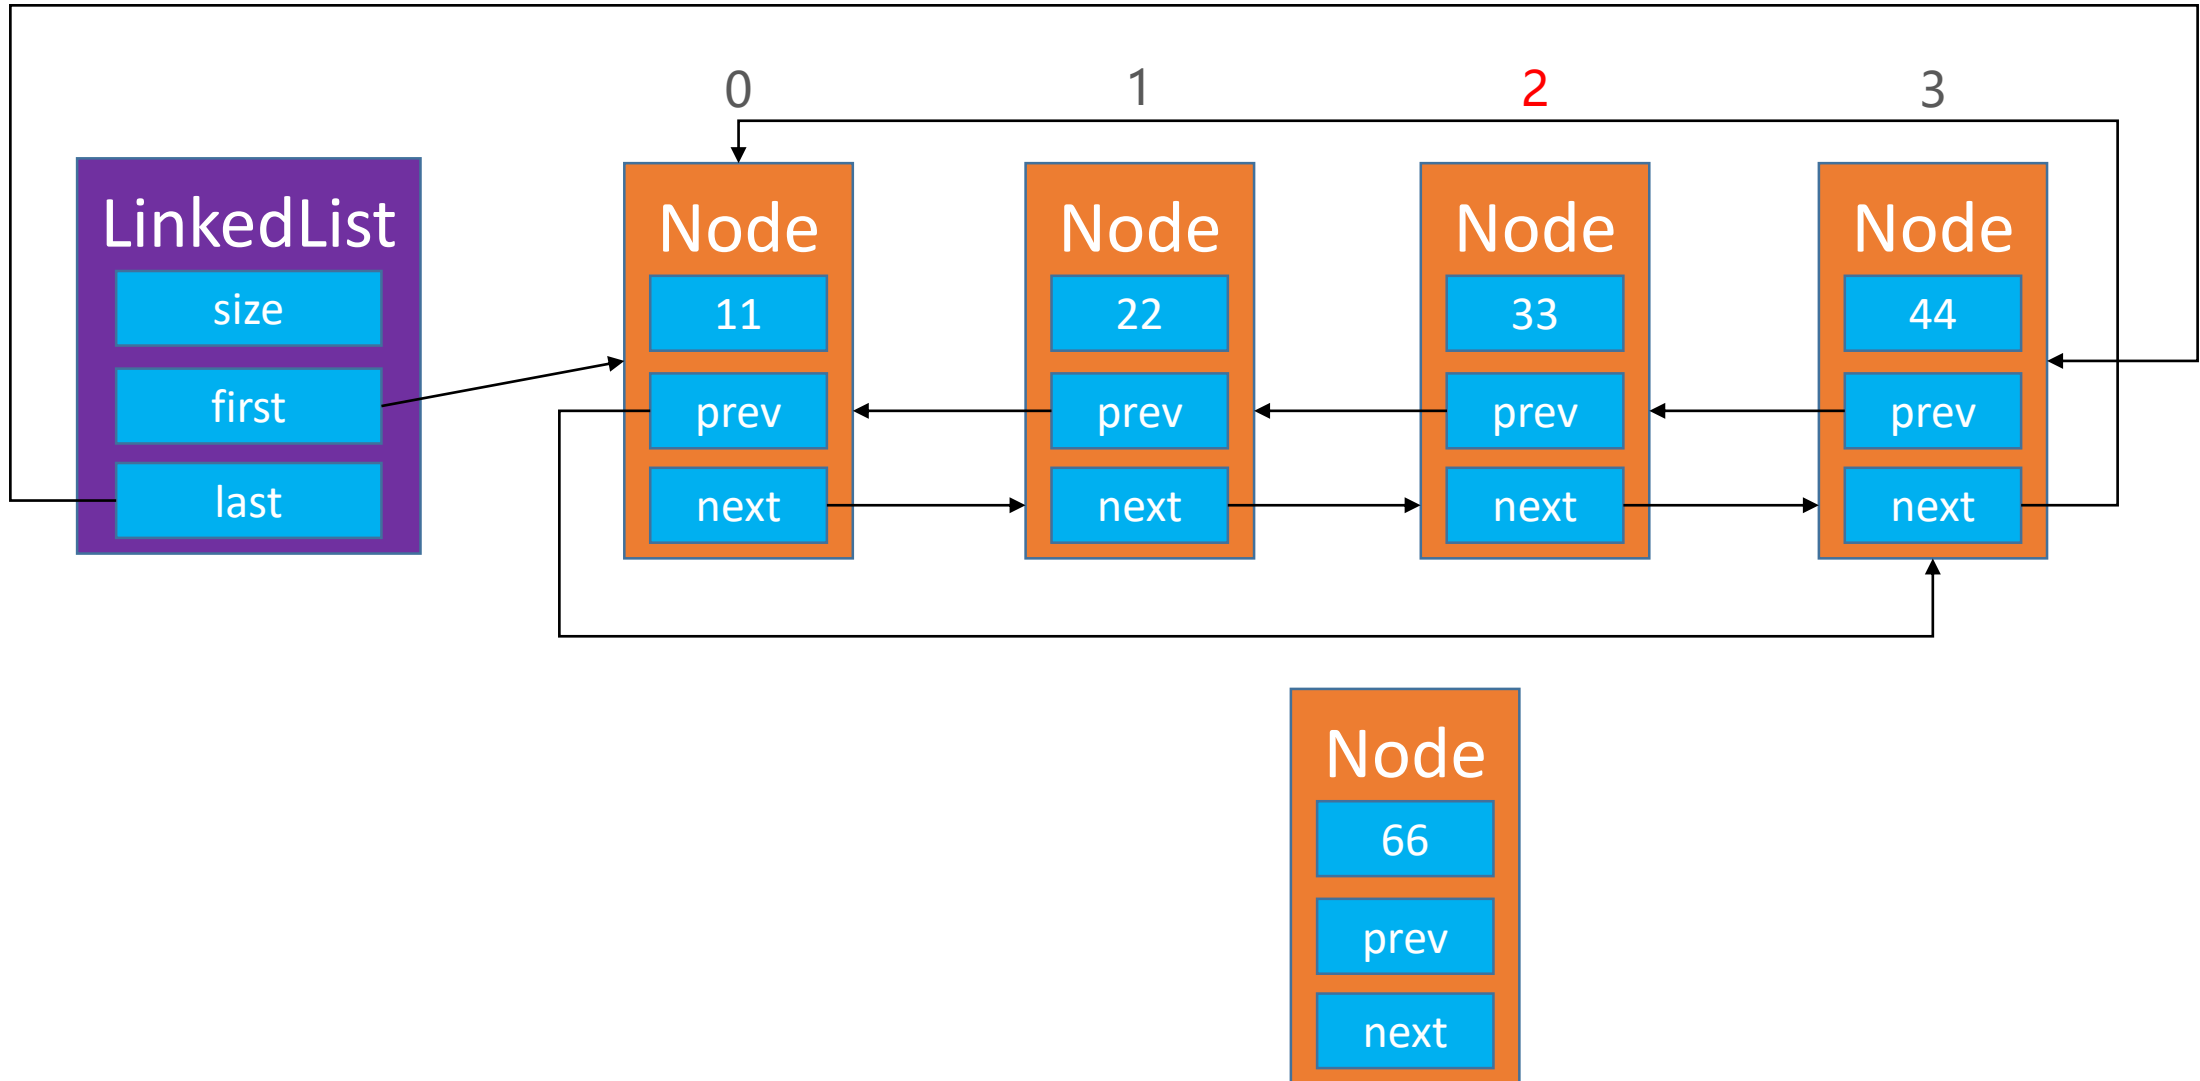 0
1
2
3
LinkedList
size
first
last
Node
11
prev
next
Node
22
prev
next
Node
33
prev
next
Node
44
prev
next
Node
66
prev
next